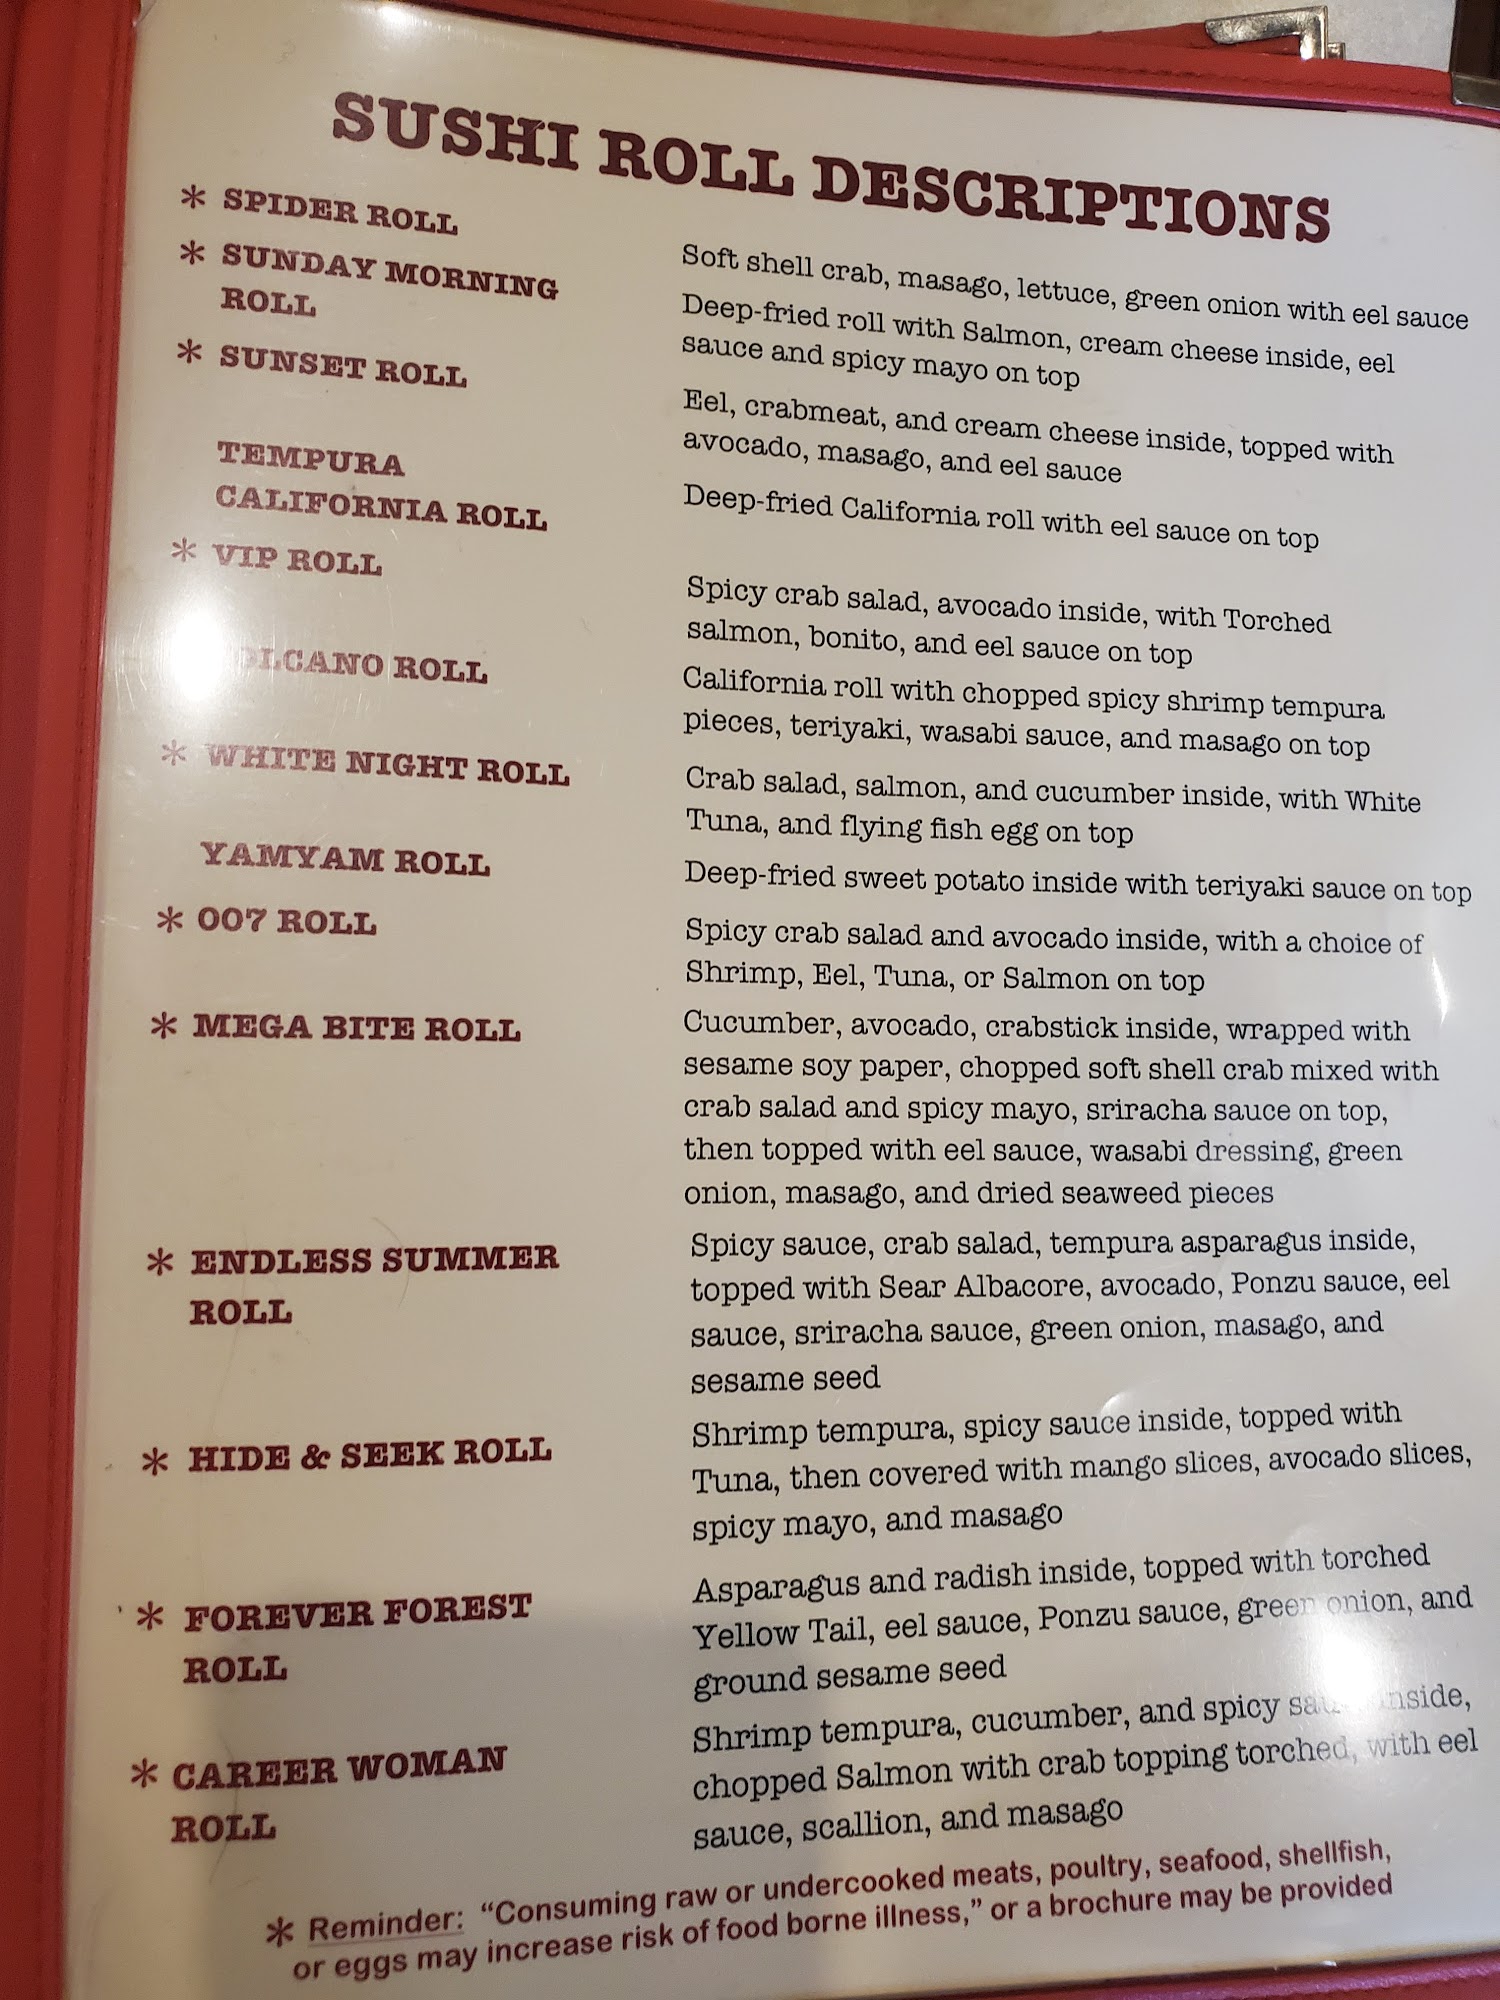 SUSHI ROLL DESCRIPTIONS
* SPIDER ROLL
Soft shell crab, masago, lettuce, green onion with eel sauce
* SUNDAY MORNING
ROLL
Deep-fried roll with Salmon, cream cheese inside, eel
sauce and spicy mayo on top
* SUNSET ROLL
Eel, crabmeat, and cream cheese inside, topped with
avocado, masago, and eel sauce
TEMPURA
CALIFORNIA ROLL
Deep-fried California roll with eel sauce on top
* VIP ROLL
Spicy crab salad, avocado inside, with Torched
salmon, bonito, and eel sauce on top
ROLL
California roll with chopped spicy shrimp tempura
pieces, teriyaki, wasabi sauce, and masago on top
* WHITE NIGHT ROLL
Crab salad, salmon, and cucumber inside, with White
Tuna, and flying fish egg on top
YAMYAM ROLL
Deep-fried sweet potato inside with teriyaki sauce on top
* 007 ROLL
Spicy crab salad and avocado inside, with a choice of
Shrimp, Eel, Tuna, or Salmon on top
* MEGA BITE ROLL
Cucumber, avocado, crabstick inside, wrapped with
sesame soy paper, chopped soft shell crab mixed with
crab salad and spicy mayo, sriracha sauce on top,
then topped with eel sauce, wasabi dressing, green
onion, masago, and dried seaweed pieces
* ENDLESS SUMMER
ROLL
Spicy sauce, crab salad, tempura asparagus inside,
topped with Sear Albacore, avocado, Ponzu sauce, eel
sauce, sriracha sauce, green onion, masago, and
sesame seed
* HIDE & SEEK ROLL
Shrimp tempura, spicy sauce inside, topped with
Tuna, then covered with mango slices, avocado slices,
spicy mayo, and masago
* FOREVER FOREST
ROLL
Asparagus and radish inside, topped with torched
Yellow Tail, eel sauce, Ponzu sauce, green onion, and
ground sesame seed
* CAREER WOMAN
ROLL
Shrimp tempura, cucumber, and spicy
chopped Salmon with crab topping torched, with eel
sauce, scallion, and masago
* Reminder: "Consuming raw or undercooked meats, poultry, seafood, shellfish,
or eggs may increase risk of food borne illness," or a brochure may be provided